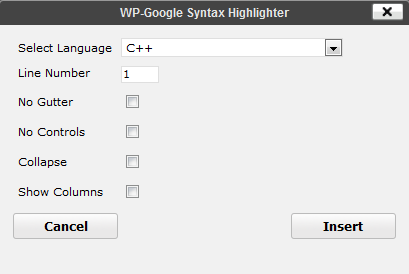 WP-Google Syntax Highlighter
Select Language C++
Line Number 1
No Gutter
No Controls
Collapse
Show Columns
Cancel Insert